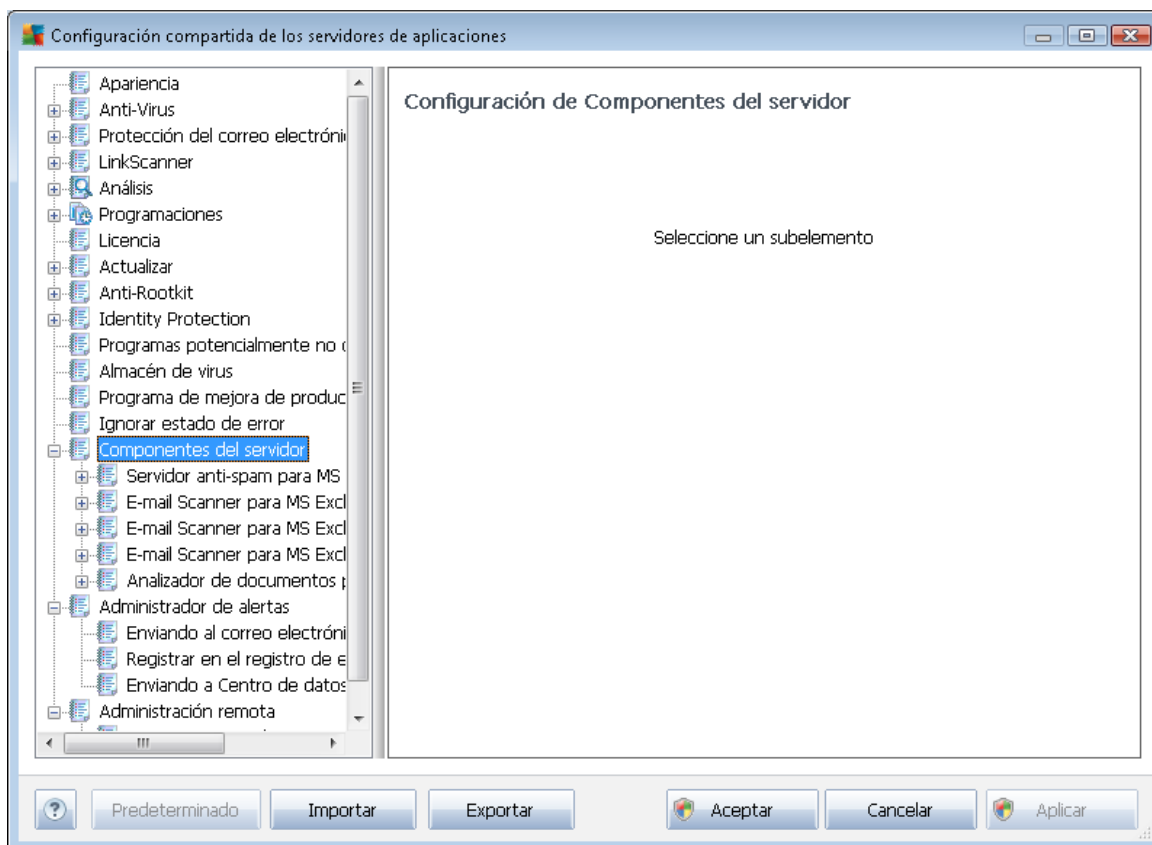 Configuración compartida de los servidores de aplicaciones
Apariencia
Anti-Virus
Protección del correo electróni
LinkScanner
Análisis
Programaciones
Licencia
Actualizar
Anti-Rootkit
Identity Protection
Programas potencialmente no
Almacén de virus
Programa de mejora de produc
Ignorar estado de error
Componentes del servidor
Servidor anti-spam para MS
E-mail Scanner para MS Excl
E-mail Scanner para MS Excl
E-mail Scanner para MS Excl
Analizador de documentos
Administrador de alertas
Enviando al correo electróni
Registrar en el registro de e
Enviando a Centro de datos
Administración remota
Configuración de Componentes del servidor
Seleccione un subelemento
? Predeterminado Importar Exportar Aceptar Cancelar Aplicar